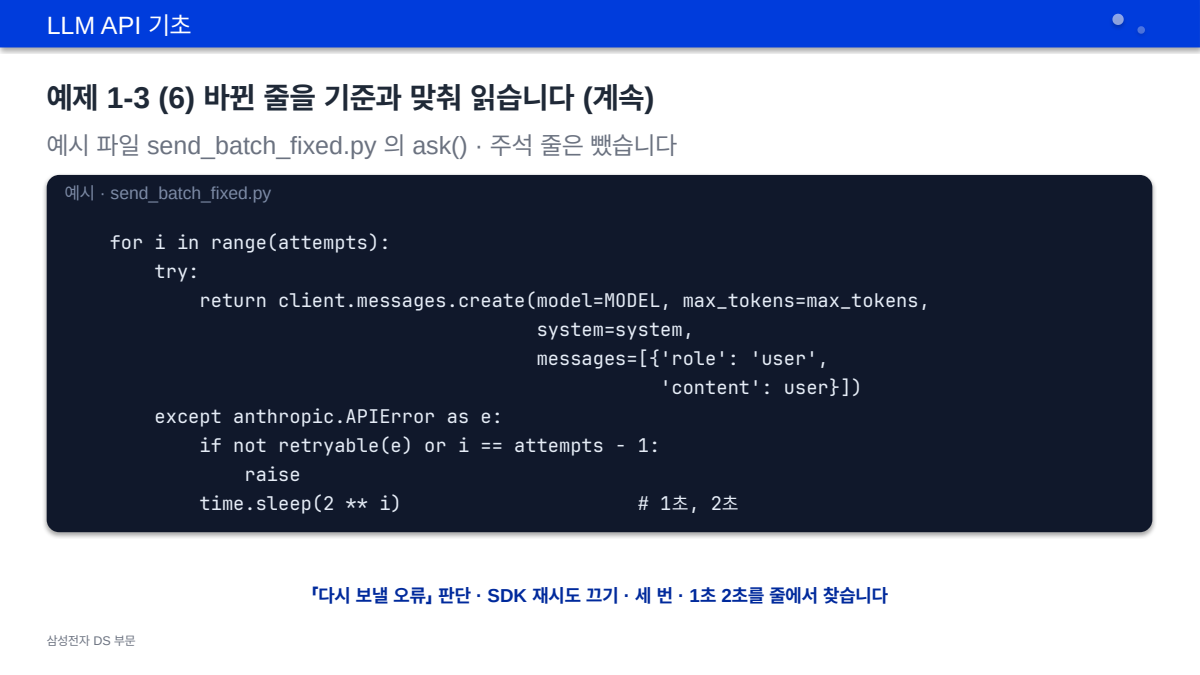 LLM API 기초
예제 1-3 (6) 바뀐 줄을 기준과 맞춰 읽습니다 (계속)
예시 파일 send_batch_fixed.py 의 ask() · 주석 줄은 뺐습니다
예시 · send_batch_fixed.py
for i in range(attempts):
    try:
        return client.messages.create(model=MODEL, max_tokens=max_tokens,
                                      system=system,
                                      messages=[{'role': 'user',
                                                 'content': user}])
    except anthropic.APIError as e:
        if not retryable(e) or i == attempts - 1:
            raise
        time.sleep(2 ** i)                     # 1초, 2초
『다시 보낼 오류』 판단 · SDK 재시도 끄기 · 세 번 · 1초 2초를 줄에서 찾습니다
삼성전자 DS 부문